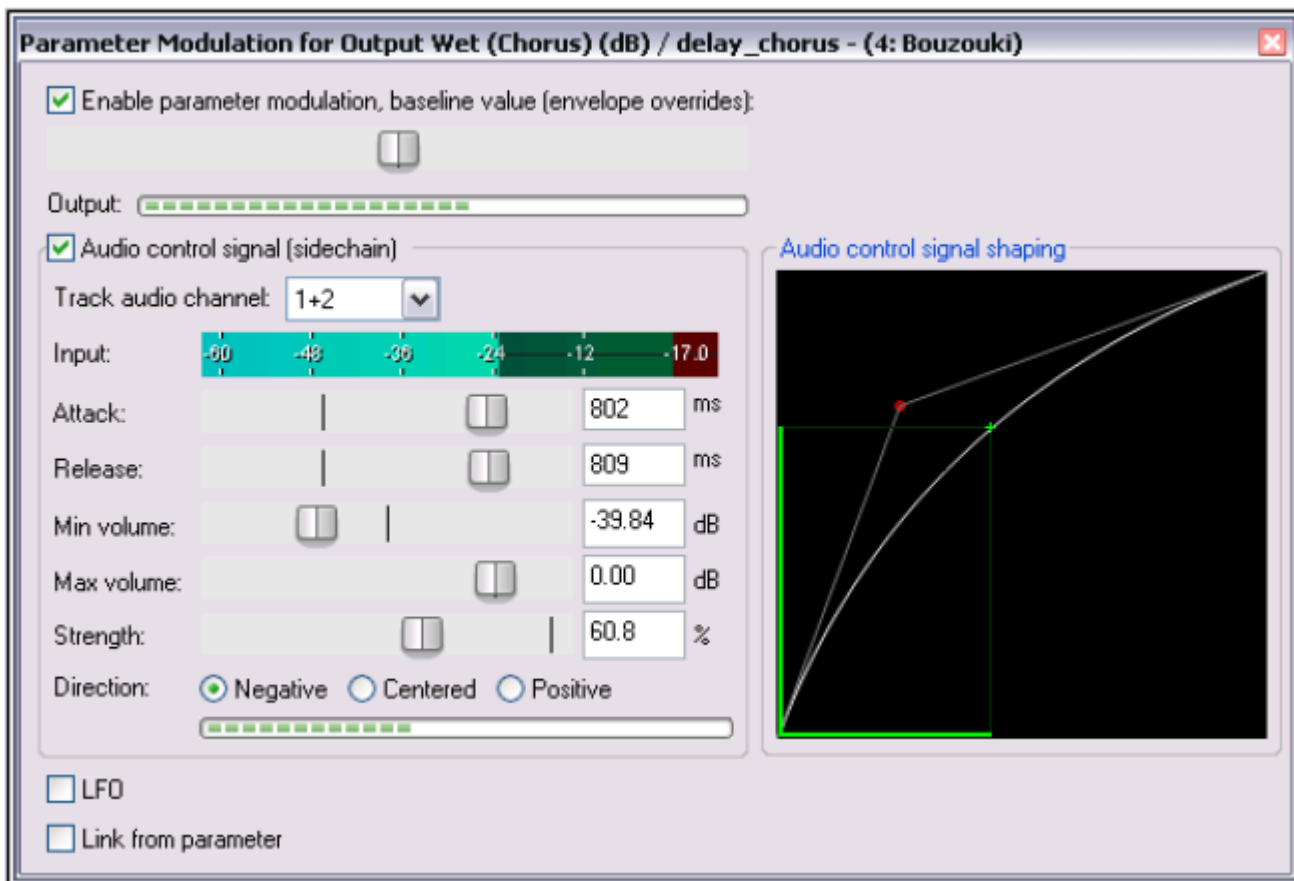 Parameter Modulation for Output Wet (Chorus) (dB) / delay_chorus - (4: Bouzouki)
Enable parameter modulation, baseline value (envelope overrides):
Output:
Audio control signal (sidechain)
Audio control signal shaping
Track audio channel: 1+2
Input: -60 -48 -36 -24 -12 -17.0
Attack: 802 ms
Release: 809 ms
Min volume: -39.84 dB
Max volume: 0.00 dB
Strength: 60.8 %
Direction: Negative Centered Positive
LFO
Link from parameter